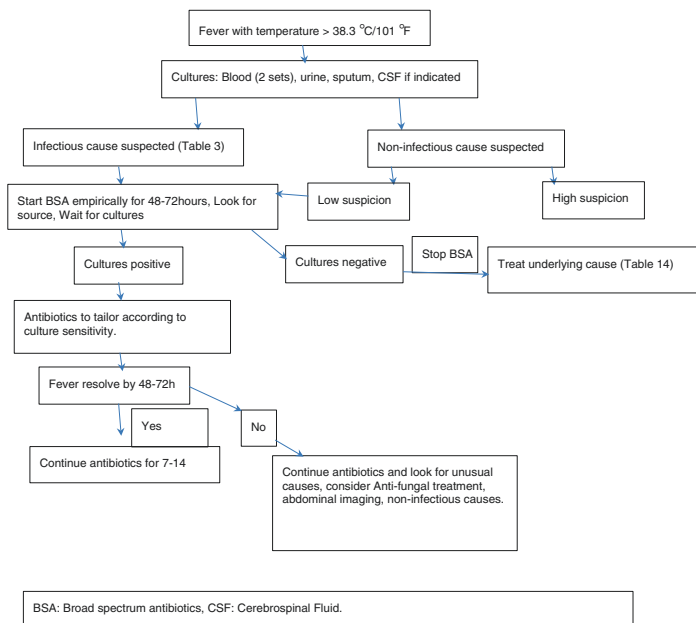 Fever with temperature > 38.3 °C/101 °F
Cultures: Blood (2 sets), urine, sputum, CSF if indicated
Infectious cause suspected (Table 3)
Non-infectious cause suspected
Start BSA empirically for 48-72hours, Look for
source, Wait for cultures
Low suspicion
High suspicion
Cultures positive
Cultures negative
Stop BSA
Treat underlying cause (Table 14)
Antibiotics to tailor according to
culture sensitivity.
Fever resolve by 48-72h
Yes
No
Continue antibiotics for 7-14
Continue antibiotics and look for unusual
causes, consider Anti-fungal treatment,
abdominal imaging, non-infectious causes.
BSA: Broad spectrum antibiotics, CSF: Cerebrospinal Fluid.